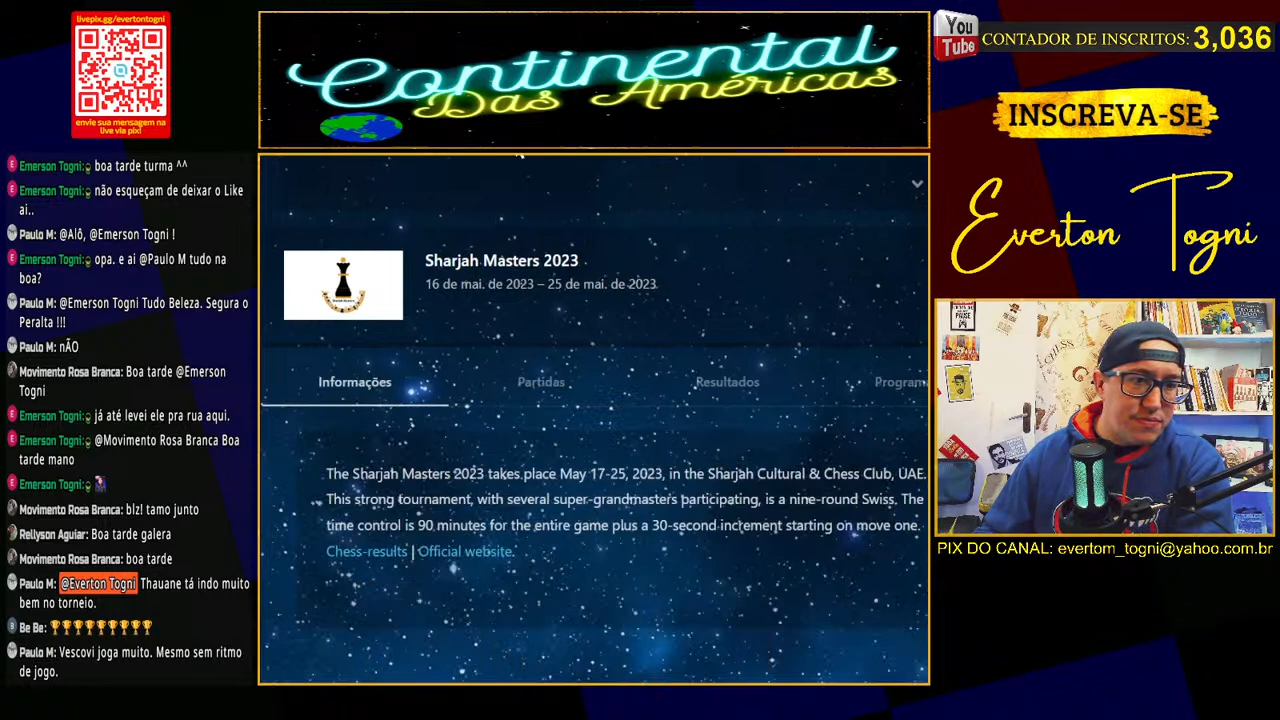 livepix.gg/evertontogni
envie sua mensagem na
live via pix!
Continental
Das Américas
You
Tube
CONTADOR DE INSCRITOS: 3,036
INSCREVA-SE
Everton Togni
Emerson Togni: boa tarde turma ^^
Emerson Togni: não esqueçam de deixar o Like
ai..
Paulo M: @Alô, @Emerson Togni !
Emerson Togni: opa. e ai @Paulo M tudo na
boa?
Paulo M: @Emerson Togni Tudo Beleza. Segura o
Peralta !!!
Paulo M: nÃO
Movimento Rosa Branca: Boa tarde @Emerson
Togni
Emerson Togni: já até levei ele pra rua aqui.
Emerson Togni: @Movimento Rosa Branca Boa
tarde mano
Emerson Togni:
Movimento Rosa Branca: blz! tamo junto
Rellyson Aguiar: Boa tarde galera
Movimento Rosa Branca: boa tarde
Paulo M: @Everton Togni Thauane tá indo muito
bem no torneio.
Be Be: 🏆🏆🏆🏆🏆🏆🏆🏆🏆
Paulo M: Vescovi joga muito. Mesmo sem ritmo
de jogo.
Sharjah Masters 2023
16 de mai. de 2023 – 25 de mai. de 2023
Informações
Partidas
Resultados
Program
The Sharjah Masters 2023 takes place May 17-25, 2023, in the Sharjah Cultural & Chess Club, UAE.
This strong tournament, with several super-grandmasters participating, is a nine-round Swiss. The
time control is 90 minutes for the entire game plus a 30-second increment starting on move one.
Chess-results | Official website.
CHESS
PIX DO CANAL: evertom_togni@yahoo.com.br